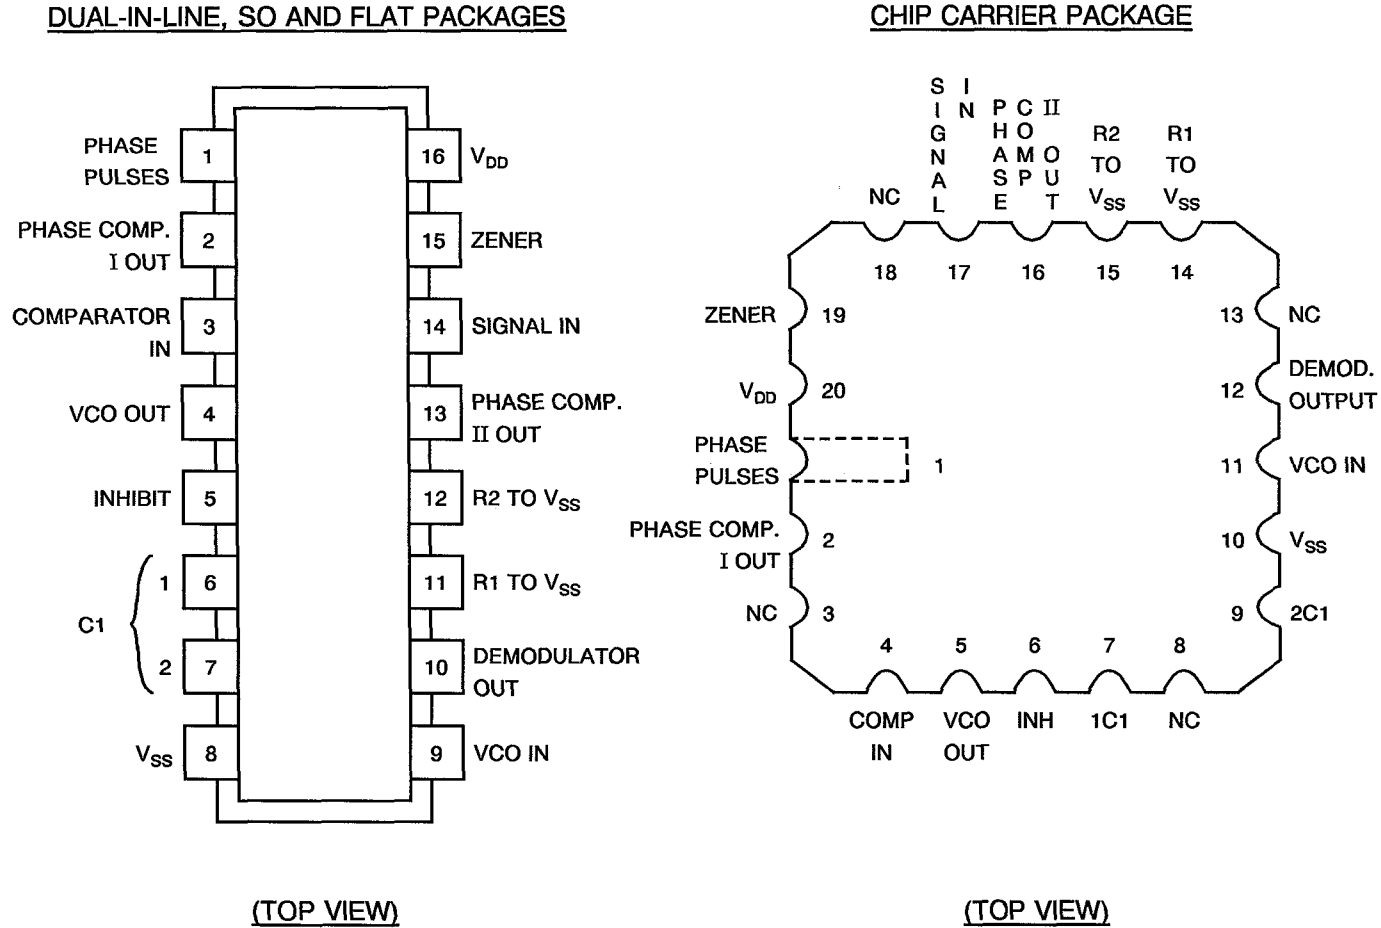 DUAL-IN-LINE, SO AND FLAT PACKAGES
PHASE
PULSES
1
PHASE COMP.
I OUT
2
COMPARATOR
IN
3
VCO OUT
4
INHIBIT
5
C1
1
6
2
7
VSS
8
16
VDD
15
ZENER
14
SIGNAL IN
13
PHASE COMP.
II OUT
12
R2 TO VSS
11
R1 TO VSS
10
DEMODULATOR
OUT
9
VCO IN
(TOP VIEW)
CHIP CARRIER PACKAGE
NC
SIGNAL
IN
PHASE
COMP
II OUT
R2
TO
VSS
R1
TO
VSS
18
17
16
15
14
ZENER
19
VDD
20
PHASE
PULSES
1
PHASE COMP.
I OUT
2
NC
3
13
NC
12
DEMOD.
OUTPUT
11
VCO IN
10
VSS
9
2C1
4
5
6
7
8
COMP
IN
VCO
OUT
INH
1C1
NC
(TOP VIEW)